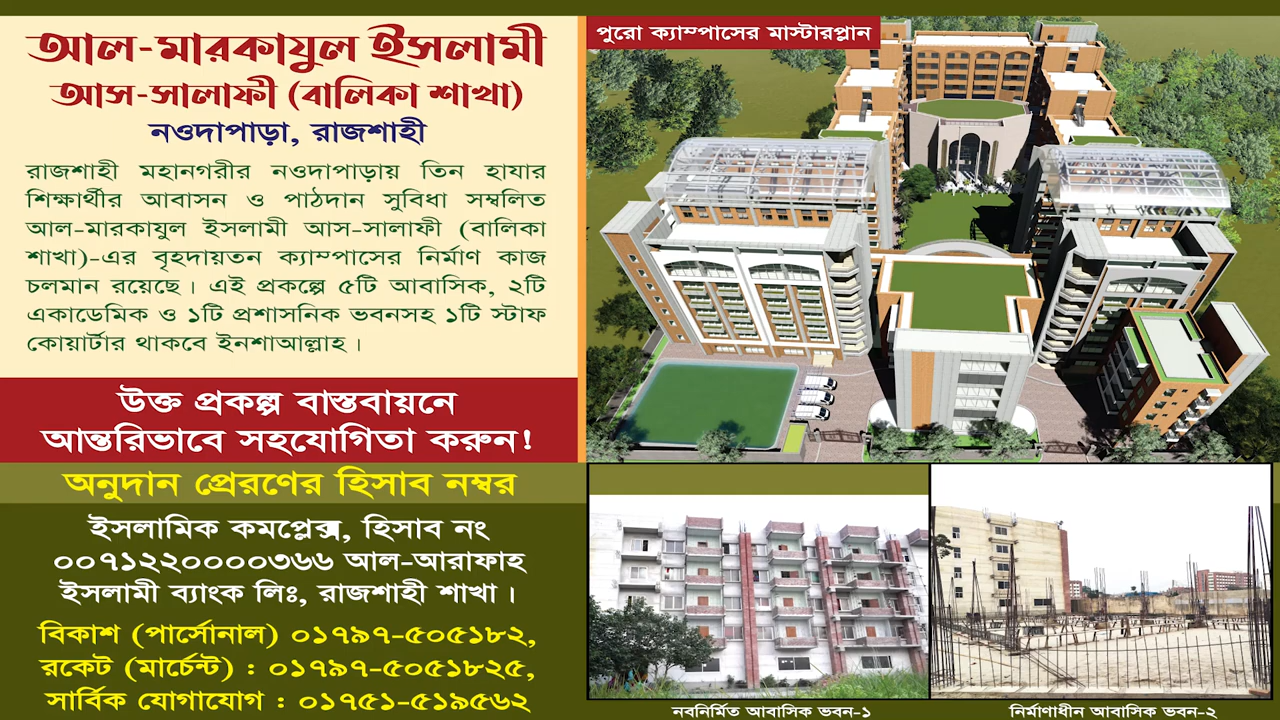 আল-মারকাযুল ইসলামী
আস-সালাফী (বালিকা শাখা)
নওদাপাড়া, রাজশাহী
রাজশাহী মহানগরীর নওদাপাড়ায় তিন হাযার
শিক্ষার্থীর আবাসন ও পাঠদান সুবিধা সম্বলিত
আল-মারকাযুল ইসলামী আস-সালাফী (বালিকা
শাখা)-এর বৃহদায়তন ক্যাম্পাসের নির্মাণ কাজ
চলমান রয়েছে। এই প্রকল্পে ৫টি আবাসিক, ২টি
একাডেমিক ও ১টি প্রশাসনিক ভবনসহ ১টি স্টাফ
কোয়ার্টার থাকবে ইনশাআল্লাহ।
উক্ত প্রকল্প বাস্তবায়নে
আন্তরিভাবে সহযোগিতা করুন!
অনুদান প্রেরণের হিসাব নম্বর
ইসলামিক কমপ্লেক্স, হিসাব নং
০০৭১২২০০০০৩৬৬ আল-আরাফাহ
ইসলামী ব্যাংক লিঃ, রাজশাহী শাখা।
বিকাশ (পার্সোনাল) ০১৭৯৭-৫০৫১৮২,
রকেট (মার্চেন্ট) : ০১৭৯৭-৫০৫১৮২৫,
সার্বিক যোগাযোগ : ০১৭৫১-৫১৯৫৬২
পুরো ক্যাম্পাসের মাস্টারপ্লান
নবনির্মিত আবাসিক ভবন-১
নির্মাণাধীন আবাসিক ভবন-২